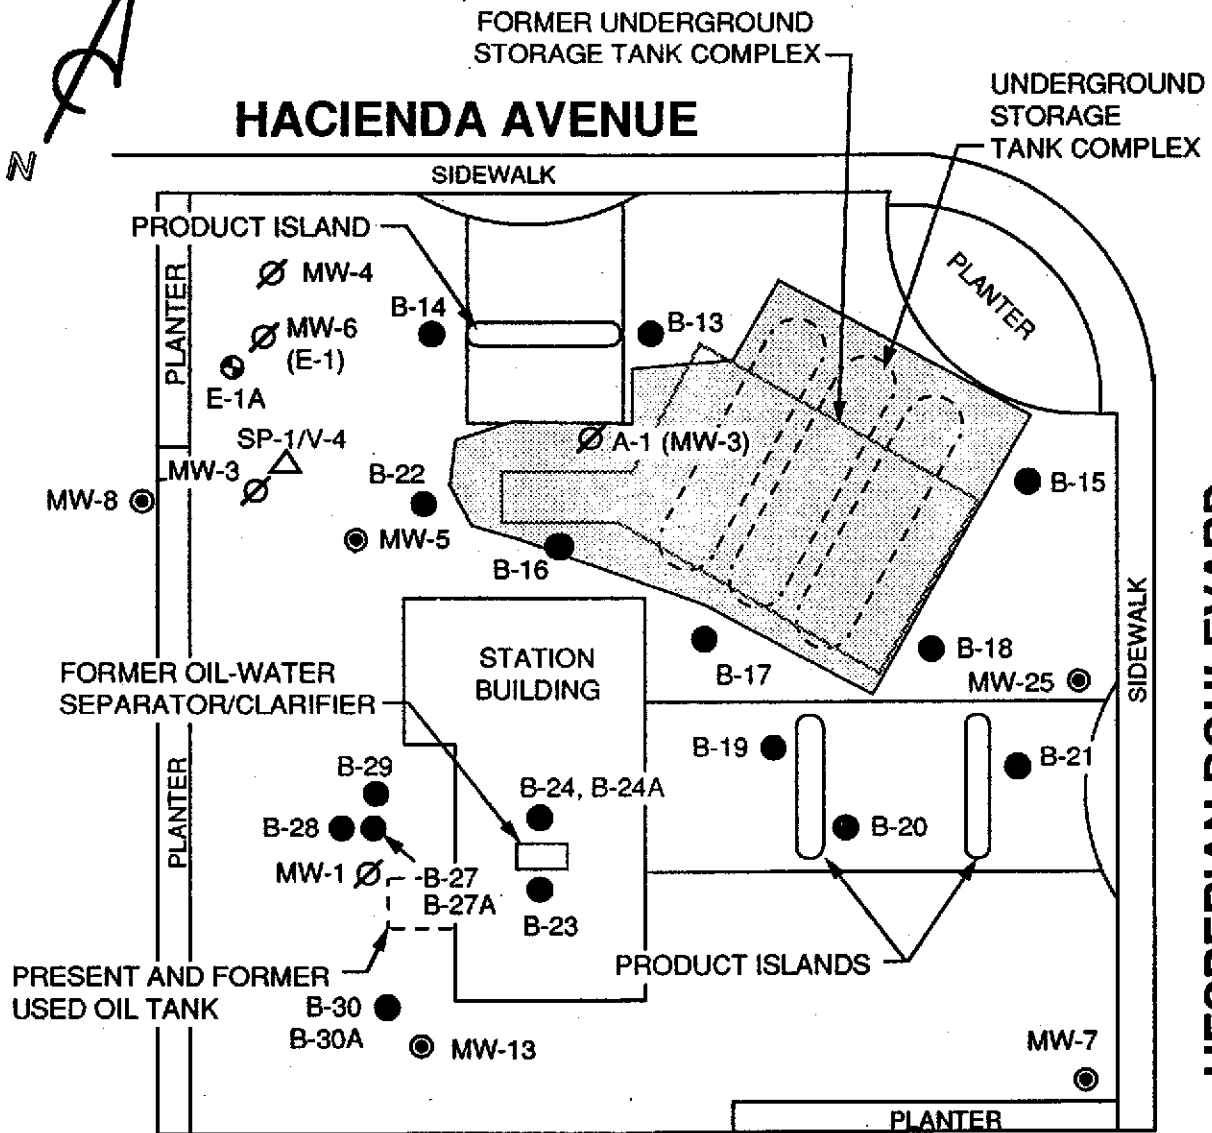 FORMER UNDERGROUND
STORAGE TANK COMPLEX
UNDERGROUND
STORAGE
TANK COMPLEX
HACIENDA AVENUE
N
SIDEWALK
PRODUCT ISLAND
PLANTER
MW-4
B-14
B-13
PLANTER
MW-6
(E-1)
E-1A
SP-1/V-4
A-1 (MW-3)
MW-3
B-22
B-15
MW-8
MW-5
B-16
SIDEWALK
STATION
BUILDING
B-17
B-18
MW-25
FORMER OIL-WATER
SEPARATOR/CLARIFIER
B-19
B-21
B-29
B-24, B-24A
PLANTER
B-28
B-20
MW-1
B-27
B-27A
B-23
PRESENT AND FORMER
USED OIL TANK
PRODUCT ISLANDS
B-30
B-30A
MW-13
MW-7
PLANTER